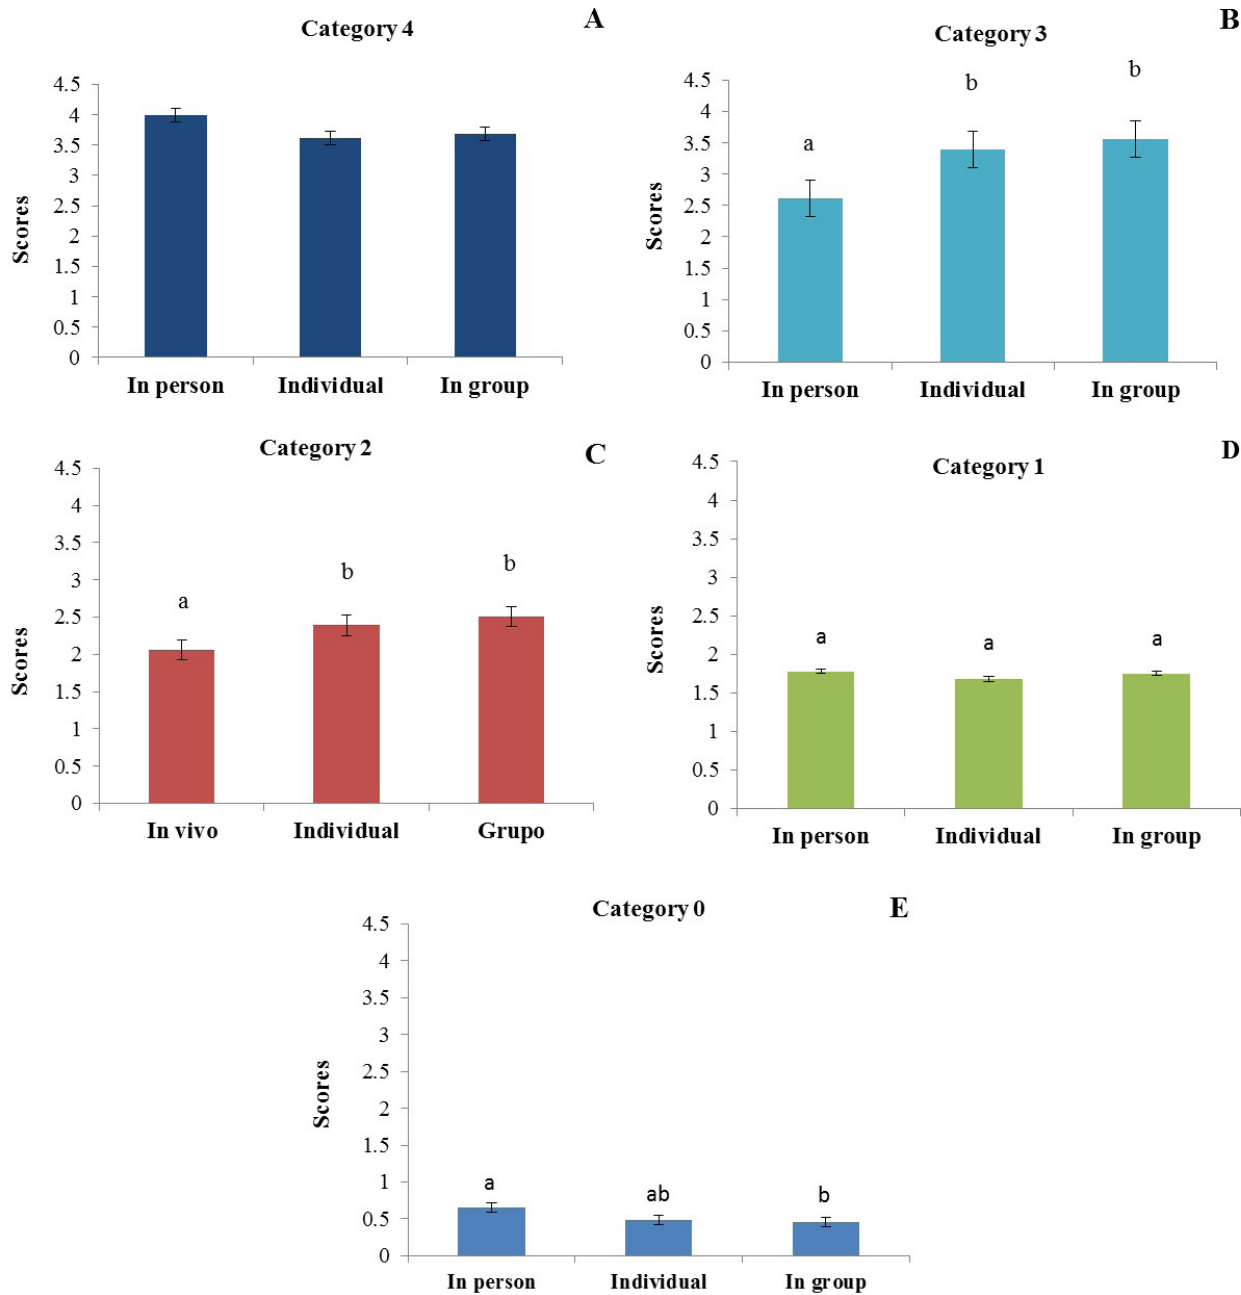 Category 4
A
4.5
4
3.5
3
2.5
2
1.5
1
0.5
0
Scores
In person Individual In group
Category 3
B
4.5
4
3.5
3
2.5
2
1.5
1
0.5
0
Scores
a b b
In person Individual In group
Category 2
C
4.5
4
3.5
3
2.5
2
1.5
1
0.5
0
Scores
a b b
In vivo Individual Grupo
Category 1
D
4.5
4
3.5
3
2.5
2
1.5
1
0.5
0
Scores
a a a
In person Individual In group
Category 0
E
4.5
4
3.5
3
2.5
2
1.5
1
0.5
0
Scores
a ab b
In person Individual In group